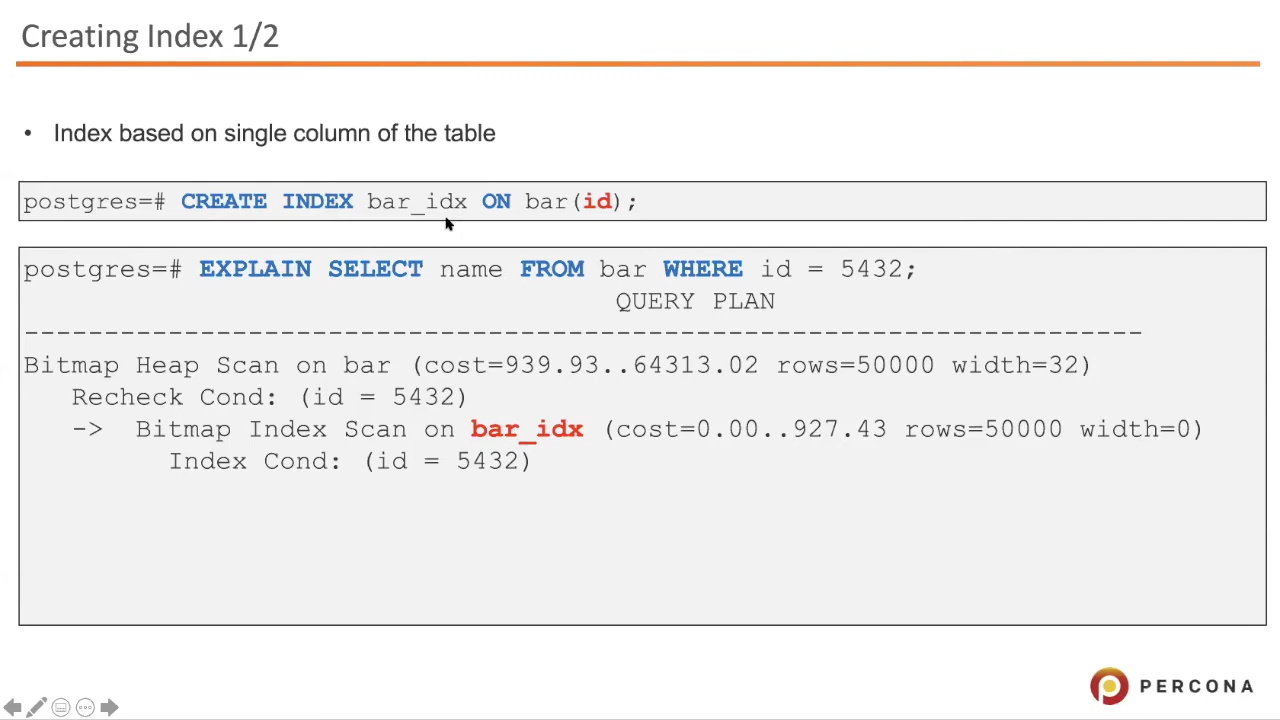 Creating Index 1/2
• Index based on single column of the table
postgres=# CREATE INDEX bar_idx ON bar(id);
postgres=# EXPLAIN SELECT name FROM bar WHERE id = 5432;
QUERY PLAN
----------------------------------------------------------------------
Bitmap Heap Scan on bar (cost=939.93..64313.02 rows=50000 width=32)
Recheck Cond: (id = 5432)
-> Bitmap Index Scan on bar_idx (cost=0.00..927.43 rows=50000 width=0)
Index Cond: (id = 5432)
PERCONA